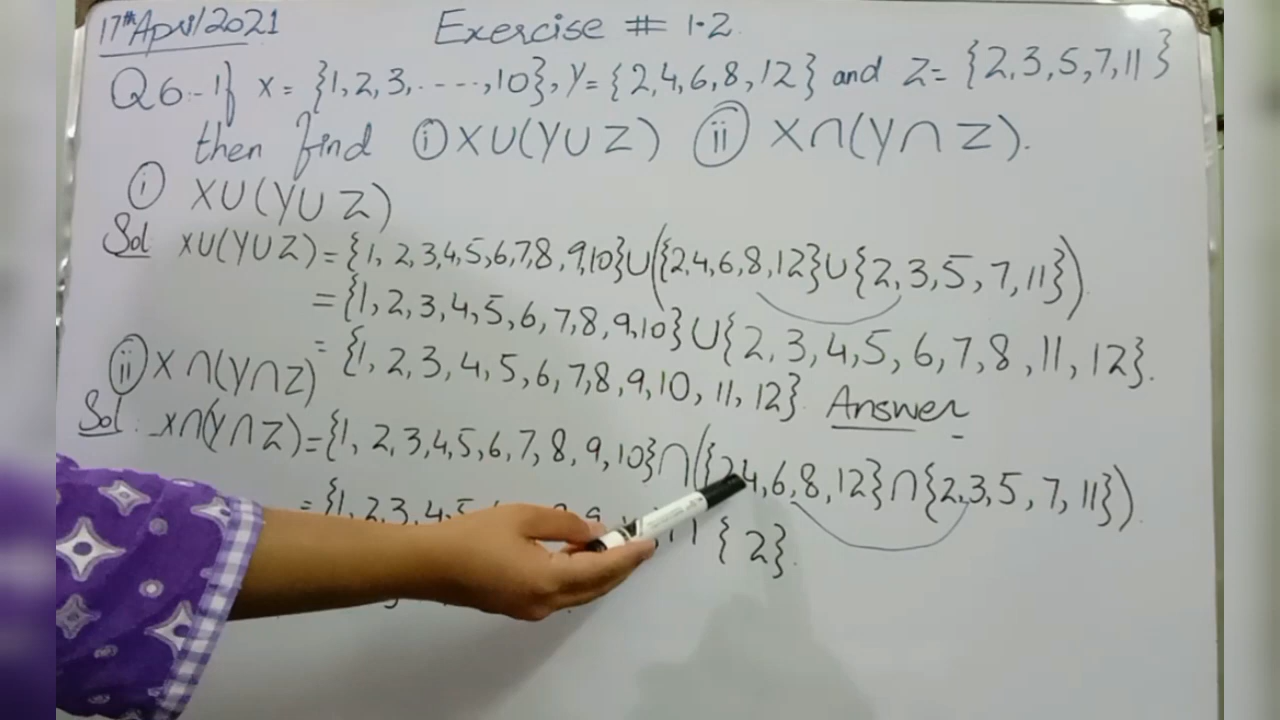 17th April/2021
Exercise # 1.2
Q6:- If X = {1, 2, 3, ....., 10}, Y = {2, 4, 6, 8, 12} and Z = {2, 3, 5, 7, 11}
then find (i) X∪(Y∪Z) (ii) X∩(Y∩Z).
(i) X∪(Y∪Z)
Sol X∪(Y∪Z) = {1, 2, 3, 4, 5, 6, 7, 8, 9, 10}∪({2, 4, 6, 8, 12}∪{2, 3, 5, 7, 11})
= {1, 2, 3, 4, 5, 6, 7, 8, 9, 10}∪{2, 3, 4, 5, 6, 7, 8, 11, 12}.
= {1, 2, 3, 4, 5, 6, 7, 8, 9, 10, 11, 12} Answer
(ii) X∩(Y∩Z)
Sol. X∩(Y∩Z) = {1, 2, 3, 4, 5, 6, 7, 8, 9, 10}∩({2, 4, 6, 8, 12}∩{2, 3, 5, 7, 11})
= {1, 2, 3, 4, 5 {2}.